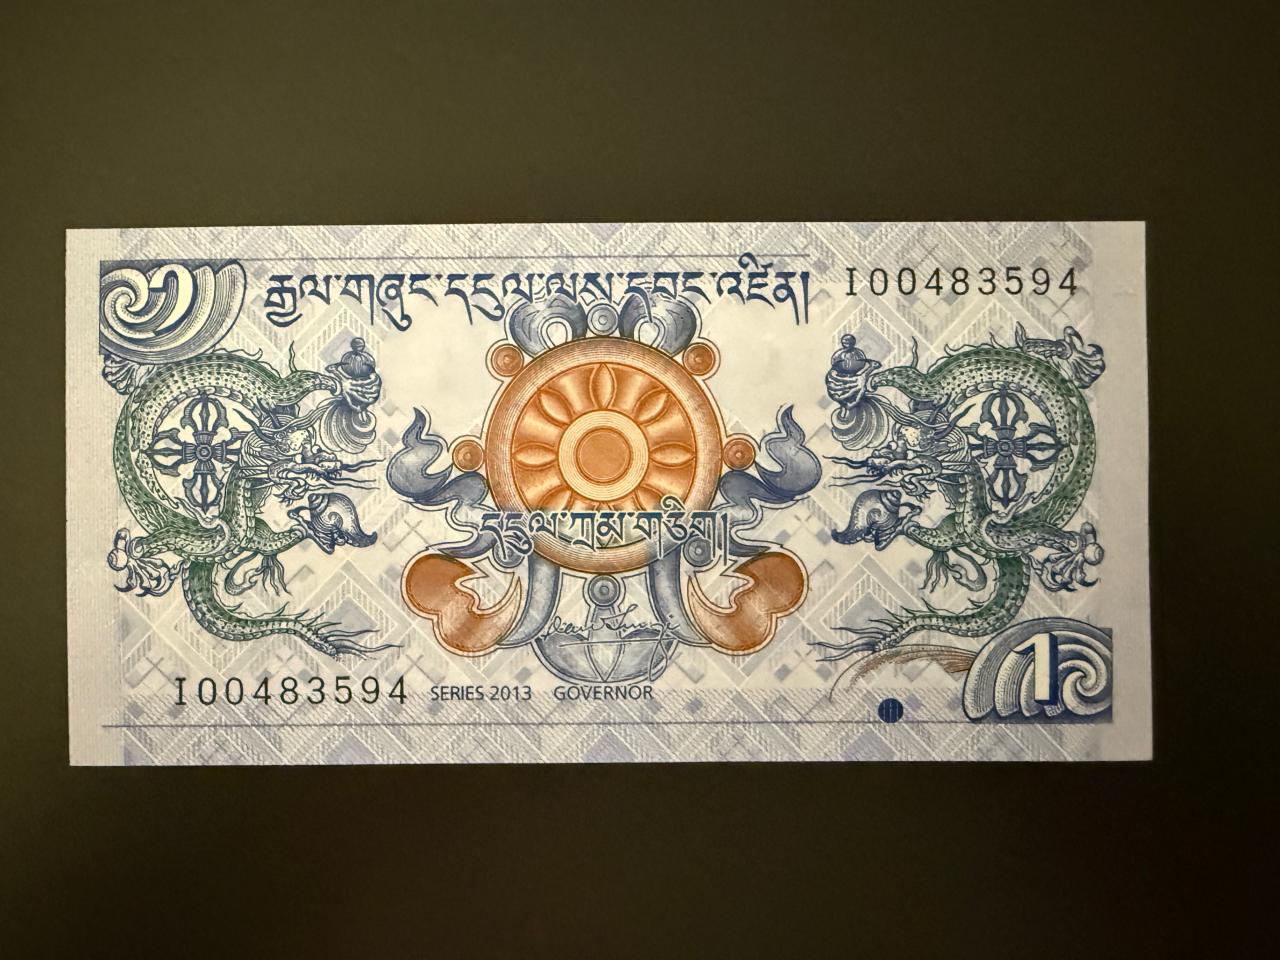 ༡
རྒྱལ་གཞུང་དངུལ་ལས་དབང་འཛིན།
I00483594
དངུལ་ཀྲམ་གཅིག།
I00483594 SERIES 2013 GOVERNOR
1